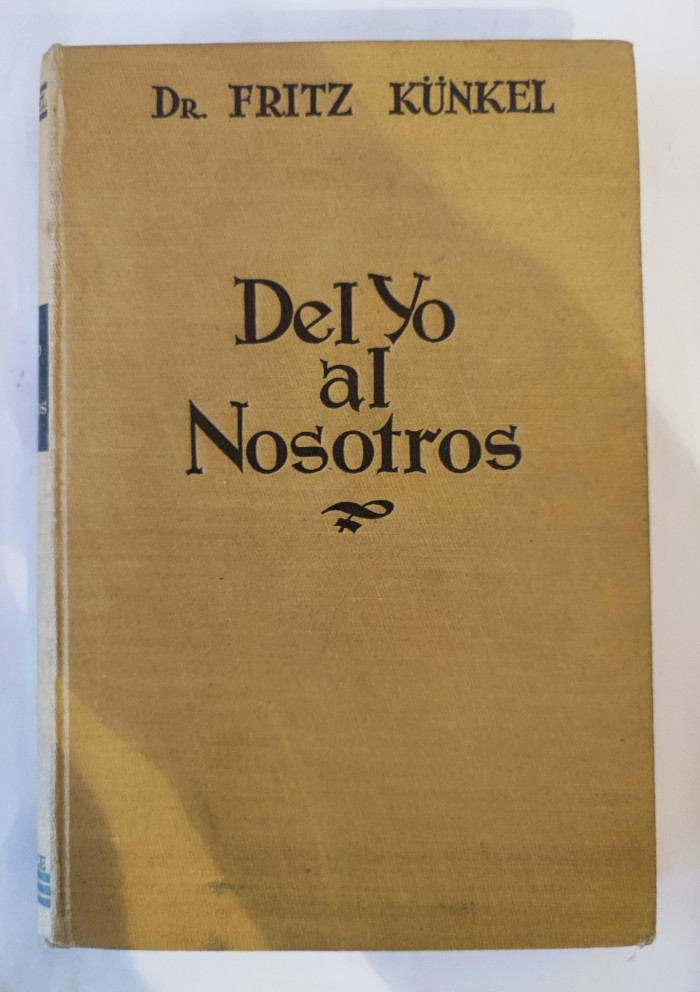 Dr. FRITZ KÜNKEL
Del Yo
al
Nosotros